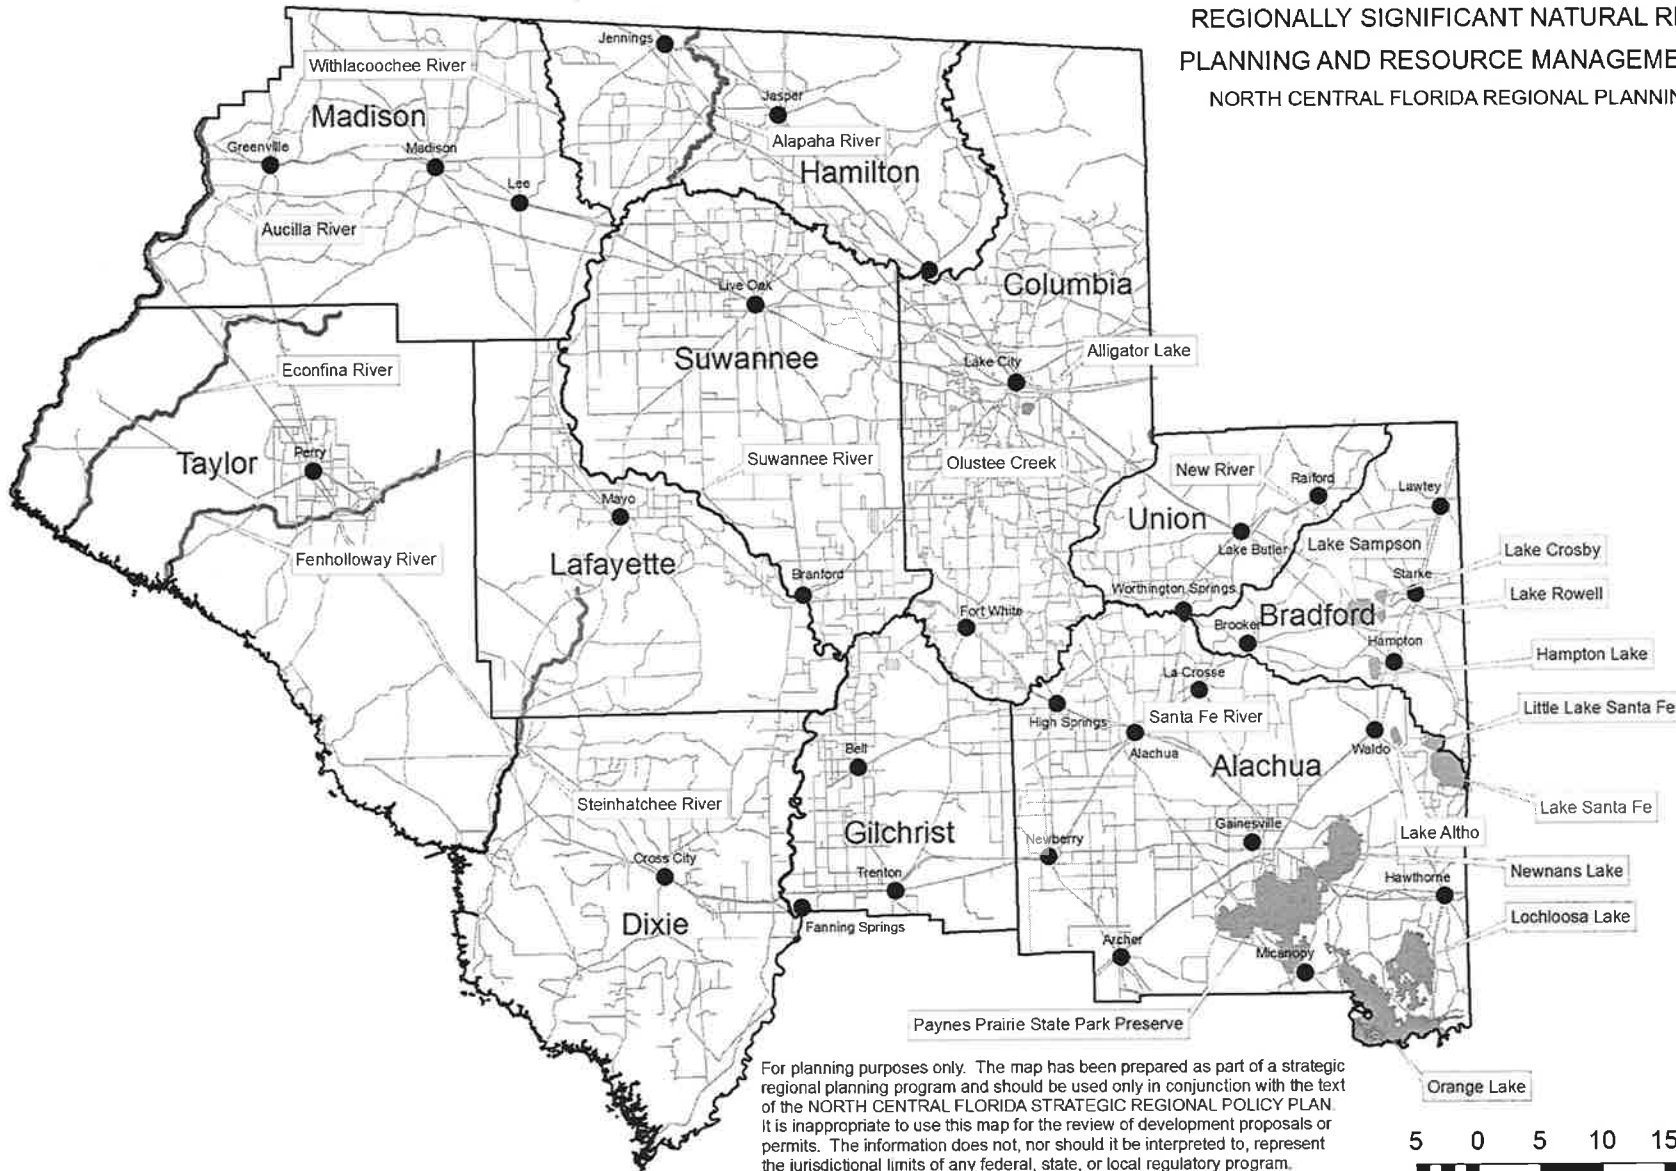 REGIONALLY SIGNIFICANT NATURAL
PLANNING AND RESOURCE
NORTH CENTRAL FLORIDA REGIONAL
Jennings
Withlacoochee River
Jasper
Madison
Alapaha River
Greenville
Madison
Hamilton
Lee
Aucilla River
Live Oak
Columbia
Suwannee
Lake City
Alligator Lake
Econfina River
Taylor
Perry
Suwannee River
Olustee Creek
New River
Raiford
Lawtey
Mayo
Union
Lake Butler
Lake Sampson
Lake Crosby
Fenholloway River
Lafayette
Branford
Starke
Worthington Springs
Lake Rowell
Fort White
Brooker
Bradford
Hampton
Hampton Lake
La Crosse
High Springs
Santa Fe River
Little Lake Santa Fe
Bell
Alachua
Waldo
Alachua
Steinhatchee River
Lake Santa Fe
Gilchrist
Newberry
Gainesville
Lake Altho
Cross City
Trenton
Newnans Lake
Hawthorne
Dixie
Fanning Springs
Lochloosa Lake
Archer
Micanopy
Paynes Prairie State Park Preserve
Orange Lake
For planning purposes only. The map has been prepared as part of a strategic
regional planning program and should be used only in conjunction with the text
of the NORTH CENTRAL FLORIDA STRATEGIC REGIONAL POLICY PLAN.
It is inappropriate to use this map for the review of development proposals or
permits. The information does not, nor should it be interpreted to, represent
the jurisdictional limits of any federal, state, or local regulatory program.
5 0 5 10 15